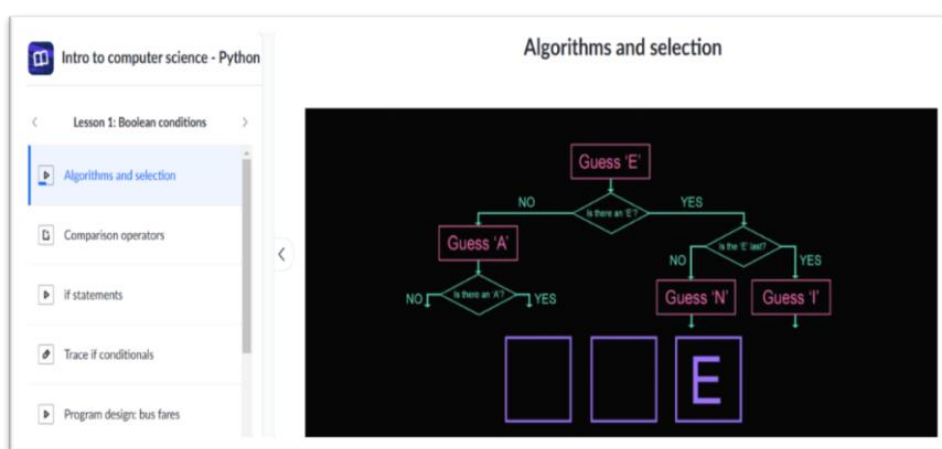 Intro to computer science - Python
Lesson 1: Boolean conditions
Algorithms and selection
Comparison operators
if statements
Trace if conditionals
Program design: bus fares
Algorithms and selection
Guess 'E'
NO
Is there an 'E'?
YES
Guess 'A'
Is the 'E' last?
NO
YES
NO
Is there an 'A'?
YES
Guess 'N'
Guess 'I'
E